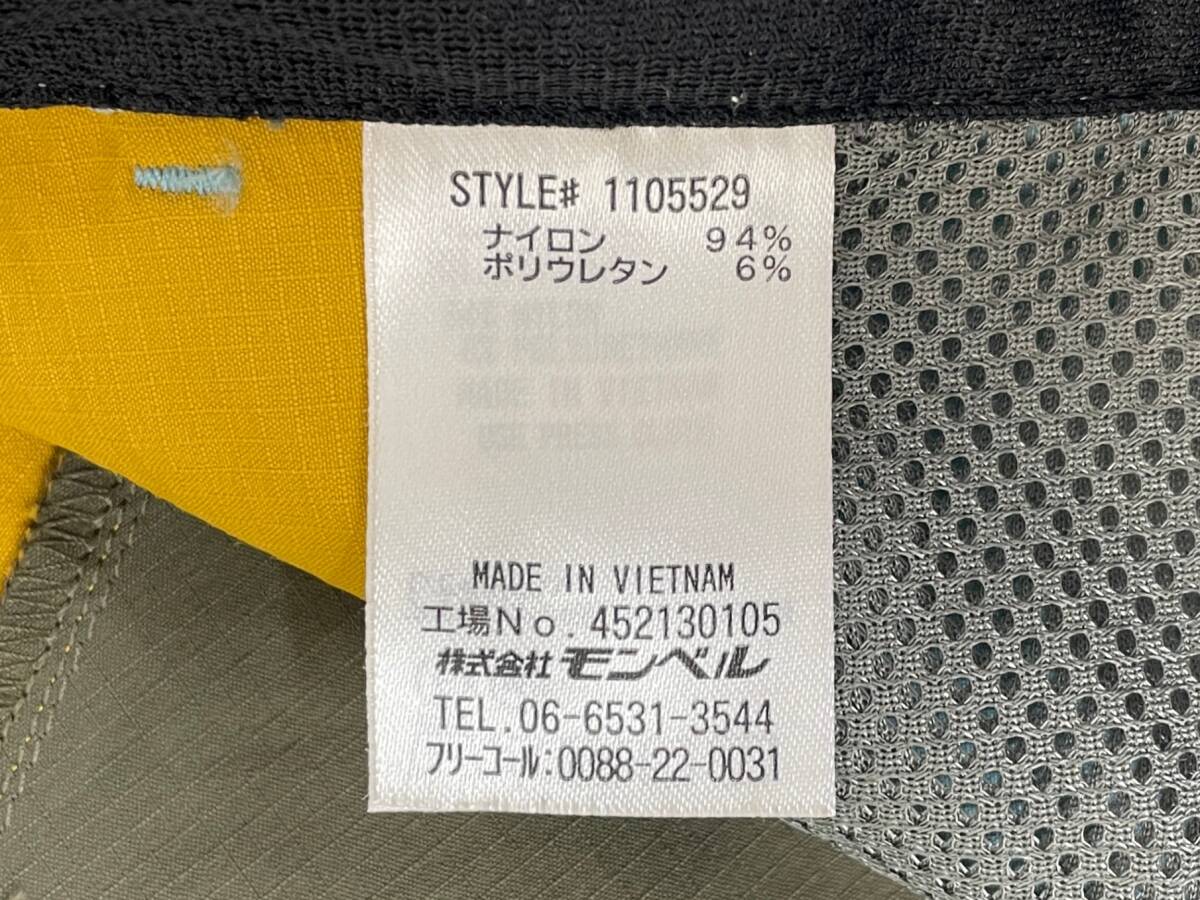 STYLE# 1105529
ナイロン 94%
ポリウレタン 6%
MADE IN VIETNAM
工場No. 452130105
株式会社 モンベル
TEL.06-6531-3544
フリーコール:0088-22-0031